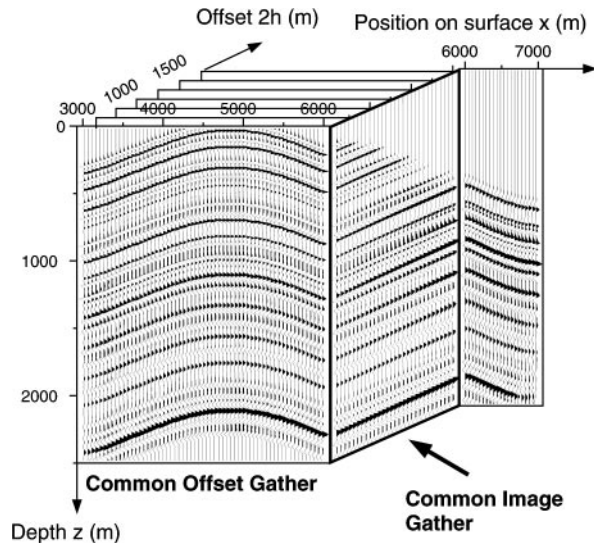 Offset 2h (m)
Position on surface x (m)
6000 7000
1500
1000
3000 4000 5000 6000
0
1000
2000
Common Offset Gather
Common Image
Gather
Depth z (m)